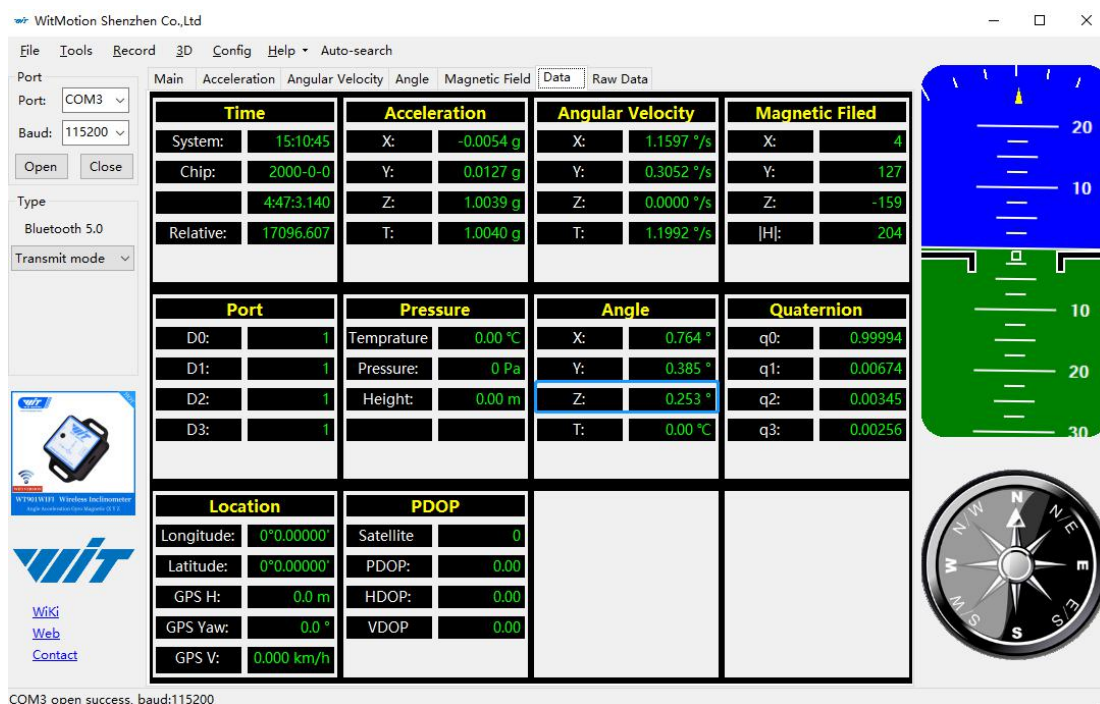 WitMotion Shenzhen Co.,Ltd
File Tools Record 3D Config Help Auto-search
Port
Port: COM3
Baud: 115200
Open Close
Type
Bluetooth 5.0
Transmit mode
WiT
WT901WIFI Wireless Inclinometer
WiT
WiKi
Web
Contact
Main Acceleration Angular Velocity Angle Magnetic Field Data Raw Data
Time
System: 15:10:45
Chip: 2000-0-0
4:47:3.140
Relative: 17096.607
Acceleration
X: -0.0054 g
Y: 0.0127 g
Z: 1.0039 g
T: 1.0040 g
Angular Velocity
X: 1.1597 °/s
Y: 0.3052 °/s
Z: 0.0000 °/s
T: 1.1992 °/s
Magnetic Filed
X: 4
Y: 127
Z: -159
|H|: 204
Port
D0: 1
D1: 1
D2: 1
D3: 1
Pressure
Temprature 0.00 ℃
Pressure: 0 Pa
Height: 0.00 m
Angle
X: 0.764 °
Y: 0.385 °
Z: 0.253 °
T: 0.00 ℃
Quaternion
q0: 0.99994
q1: 0.00674
q2: 0.00345
q3: 0.00256
Location
Longitude: 0°0.00000'
Latitude: 0°0.00000'
GPS H: 0.0 m
GPS Yaw: 0.0 °
GPS V: 0.000 km/h
PDOP
Satellite 0
PDOP: 0.00
HDOP: 0.00
VDOP 0.00
20
10
10
20
30
N
N/W N/E
W E
W/S S/E
S
COM3 open success, baud:115200